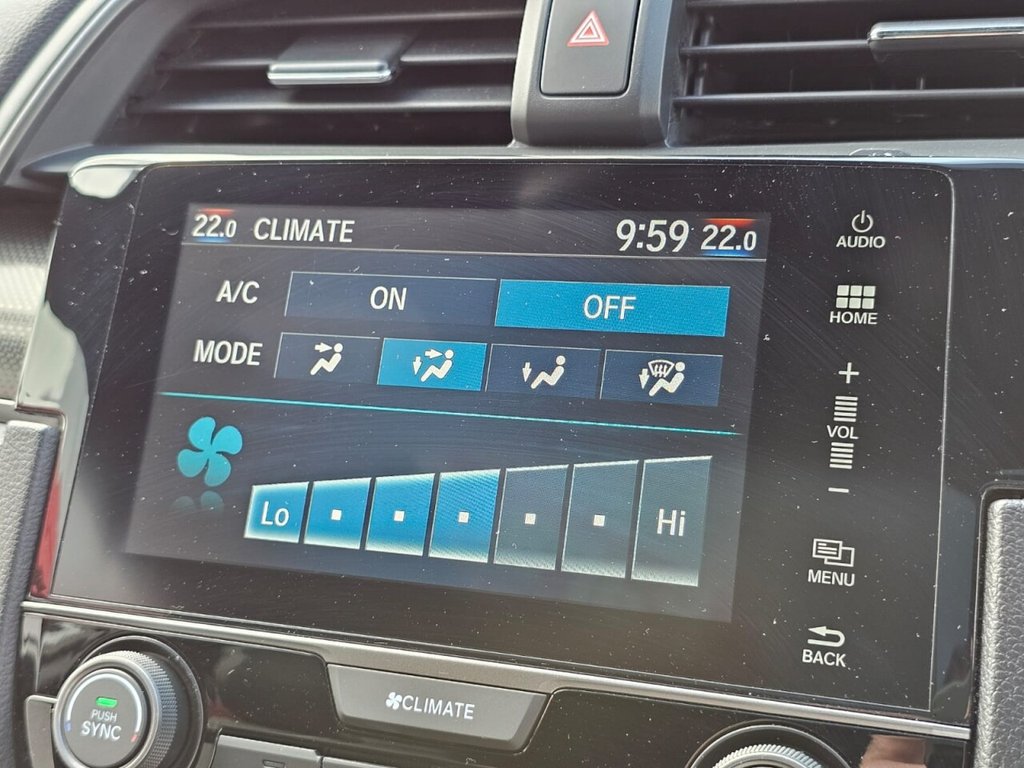 22.0 CLIMATE 9:59 22.0
A/C ON OFF
MODE
Lo Hi
AUDIO
HOME
+
VOL
−
MENU
BACK
PUSH
SYNC
CLIMATE